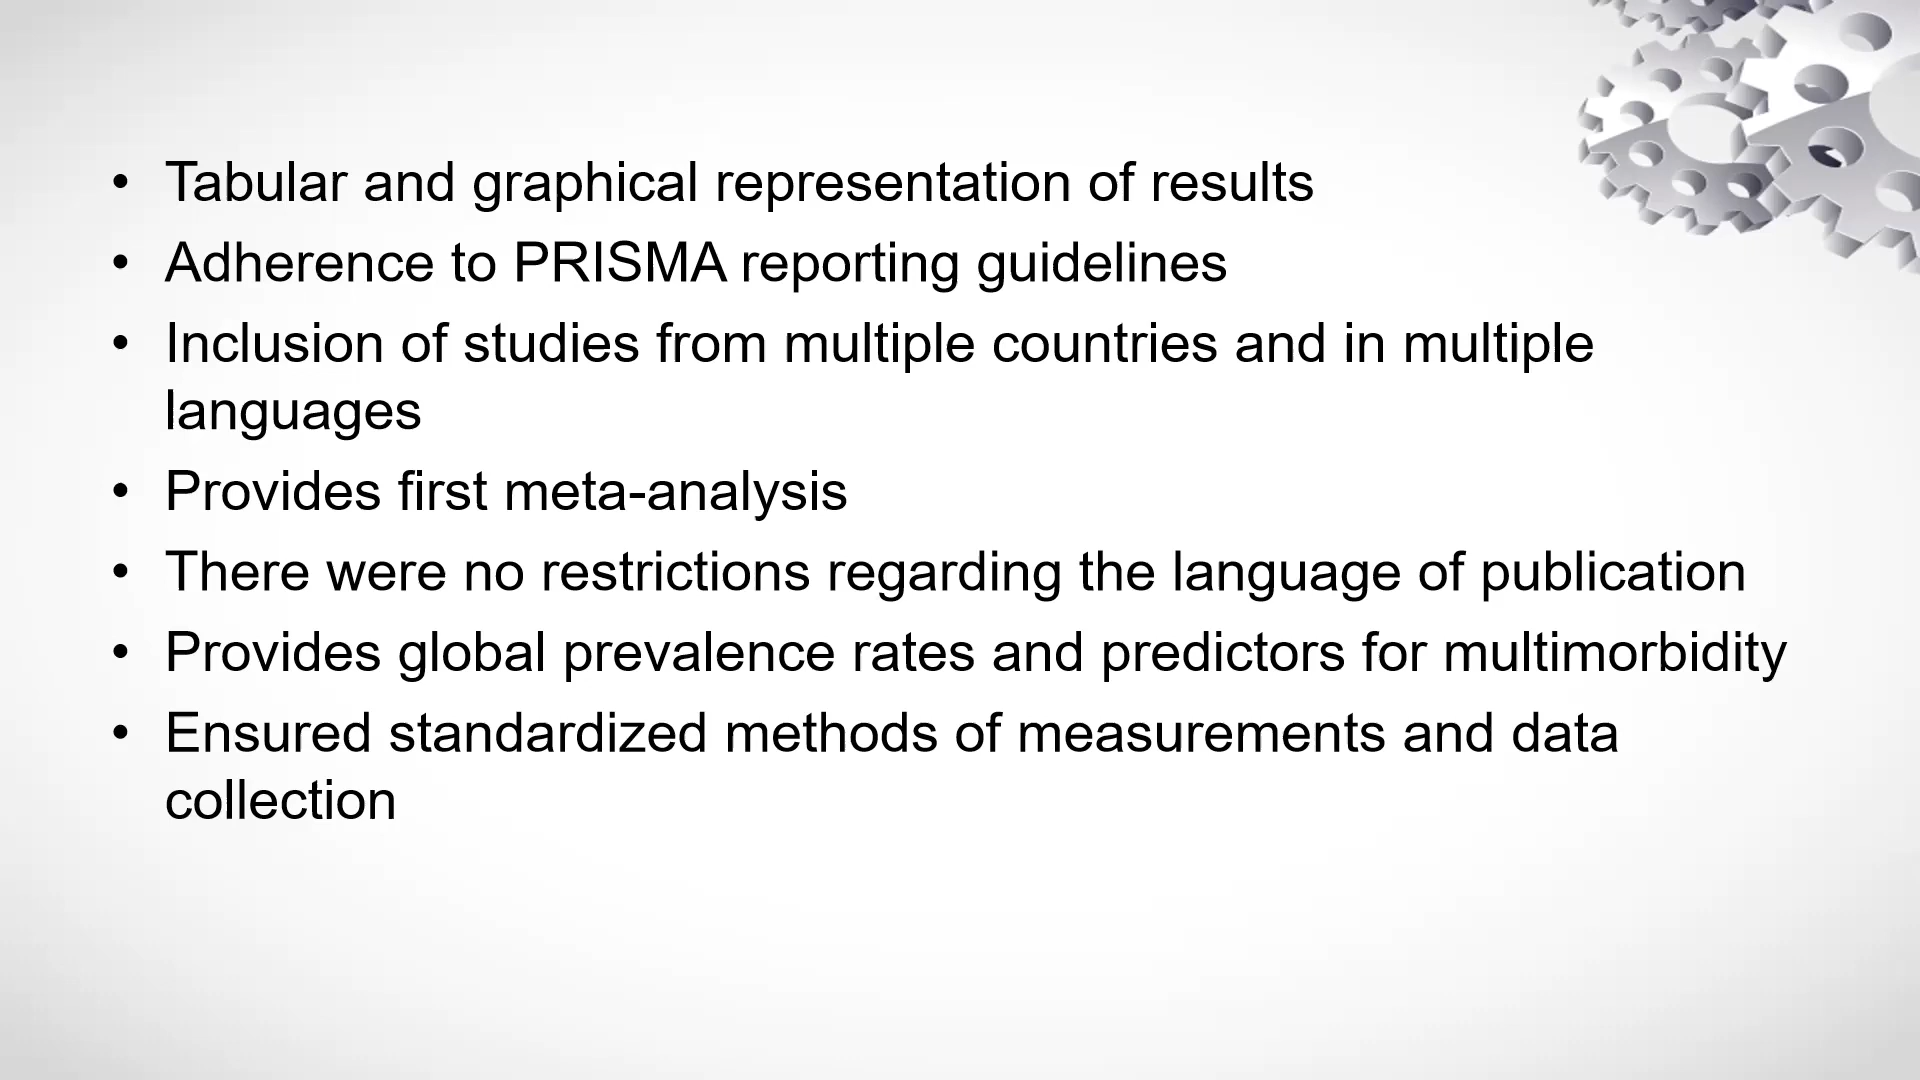 • Tabular and graphical representation of results
• Adherence to PRISMA reporting guidelines
• Inclusion of studies from multiple countries and in multiple
languages
• Provides first meta-analysis
• There were no restrictions regarding the language of publication
• Provides global prevalence rates and predictors for multimorbidity
• Ensured standardized methods of measurements and data
collection